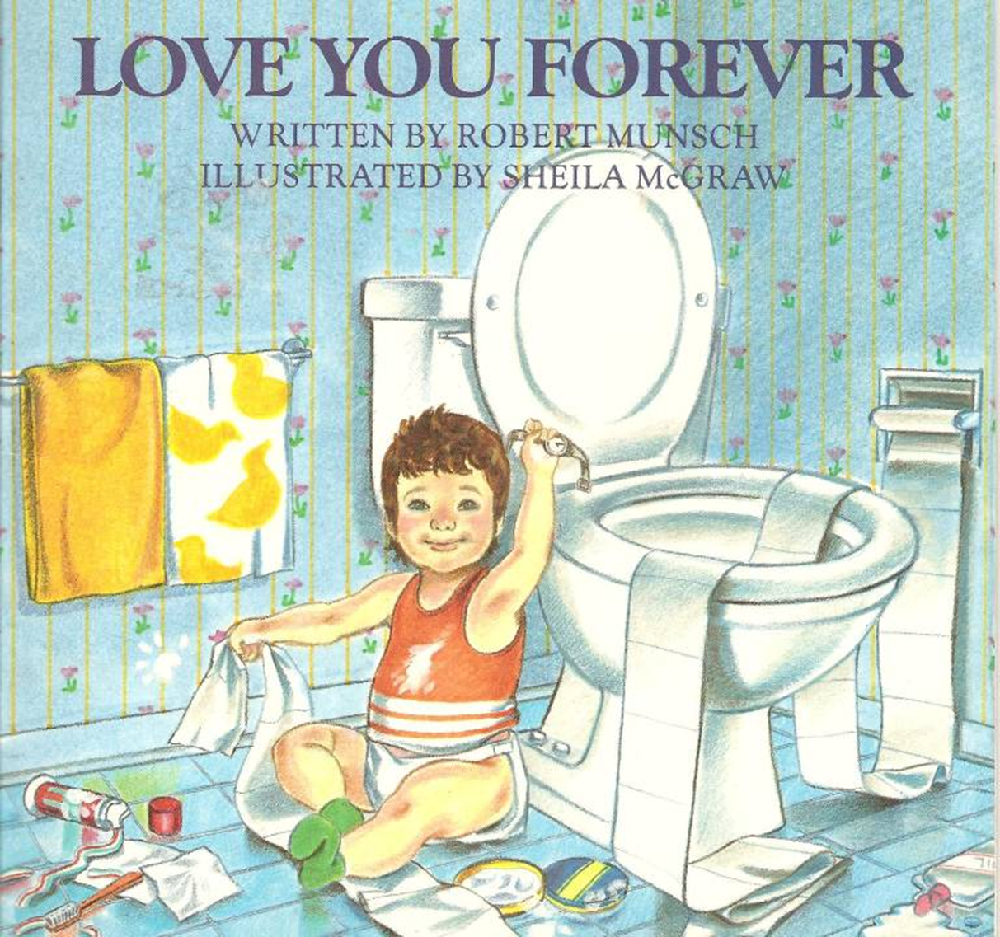 LOVE YOU FOREVER
WRITTEN BY ROBERT MUNSCH
ILLUSTRATED BY SHEILA McGRAW